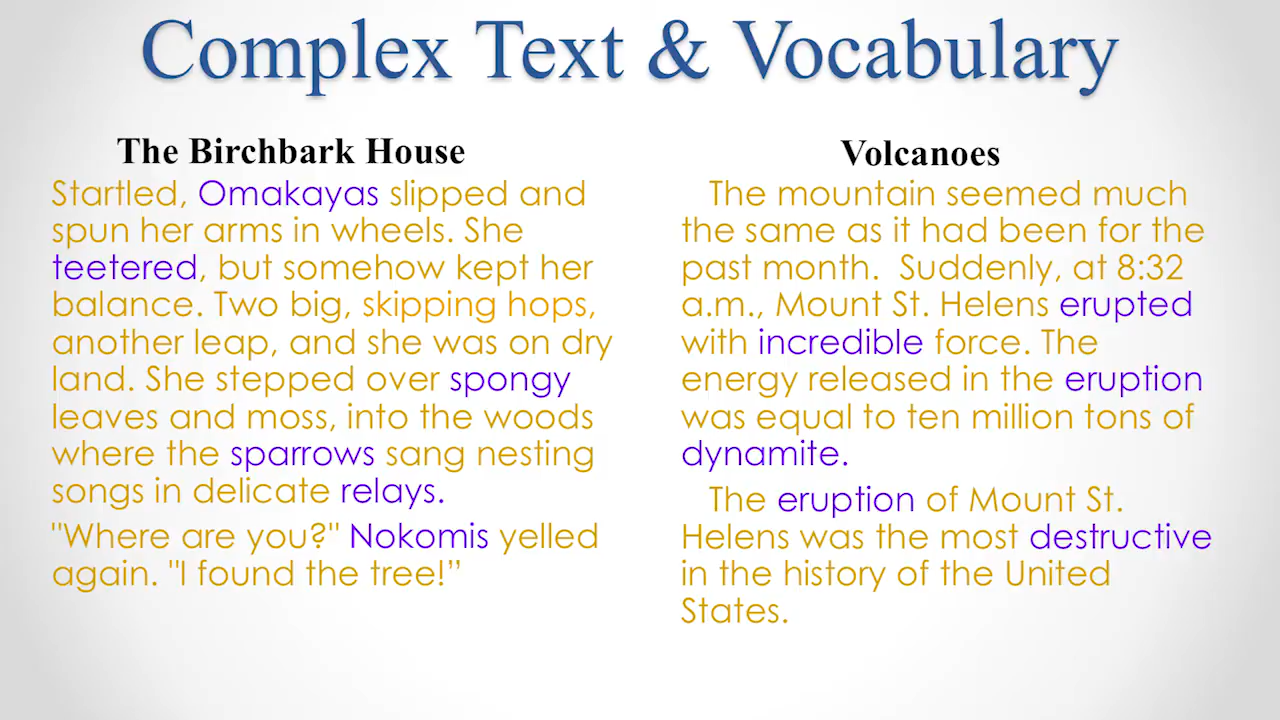 Complex Text & Vocabulary
The Birchbark House
Startled, Omakayas slipped and
spun her arms in wheels. She
teetered, but somehow kept her
balance. Two big, skipping hops,
another leap, and she was on dry
land. She stepped over spongy
leaves and moss, into the woods
where the sparrows sang nesting
songs in delicate relays.
"Where are you?" Nokomis yelled
again. "I found the tree!”
Volcanoes
The mountain seemed much
the same as it had been for the
past month.  Suddenly, at 8:32
a.m., Mount St. Helens erupted
with incredible force. The
energy released in the eruption
was equal to ten million tons of
dynamite.
The eruption of Mount St.
Helens was the most destructive
in the history of the United
States.